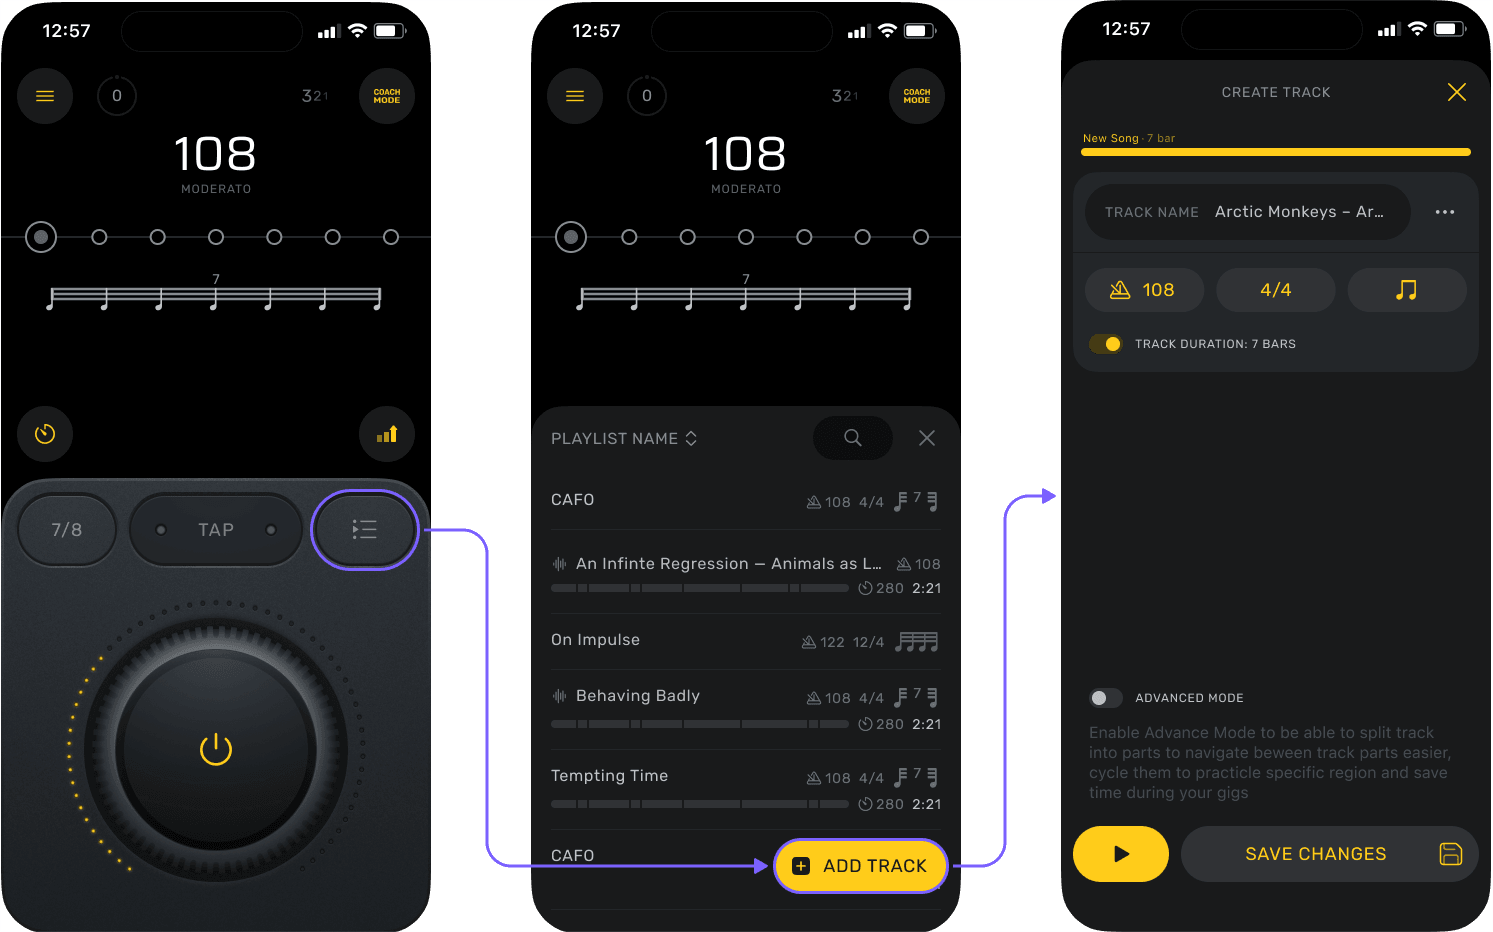 12:57
0
321
COACH
MODE
108
MODERATO
7
7/8
TAP
12:57
0
321
COACH
MODE
108
MODERATO
7
PLAYLIST NAME
CAFO
108 4/4 7
An Infinte Regression — Animals as L...
108
280 2:21
On Impulse
122 12/4
Behaving Badly
108 4/4 7
280 2:21
Tempting Time
108 4/4 7
280 2:21
CAFO
ADD TRACK
12:57
CREATE TRACK
New Song · 7 bar
TRACK NAME Arctic Monkeys – Ar...
108
4/4
TRACK DURATION: 7 BARS
ADVANCED MODE
Enable Advance Mode to be able to split track
into parts to navigate beween track parts easier,
cycle them to practicle specific region and save
time during your gigs
SAVE CHANGES